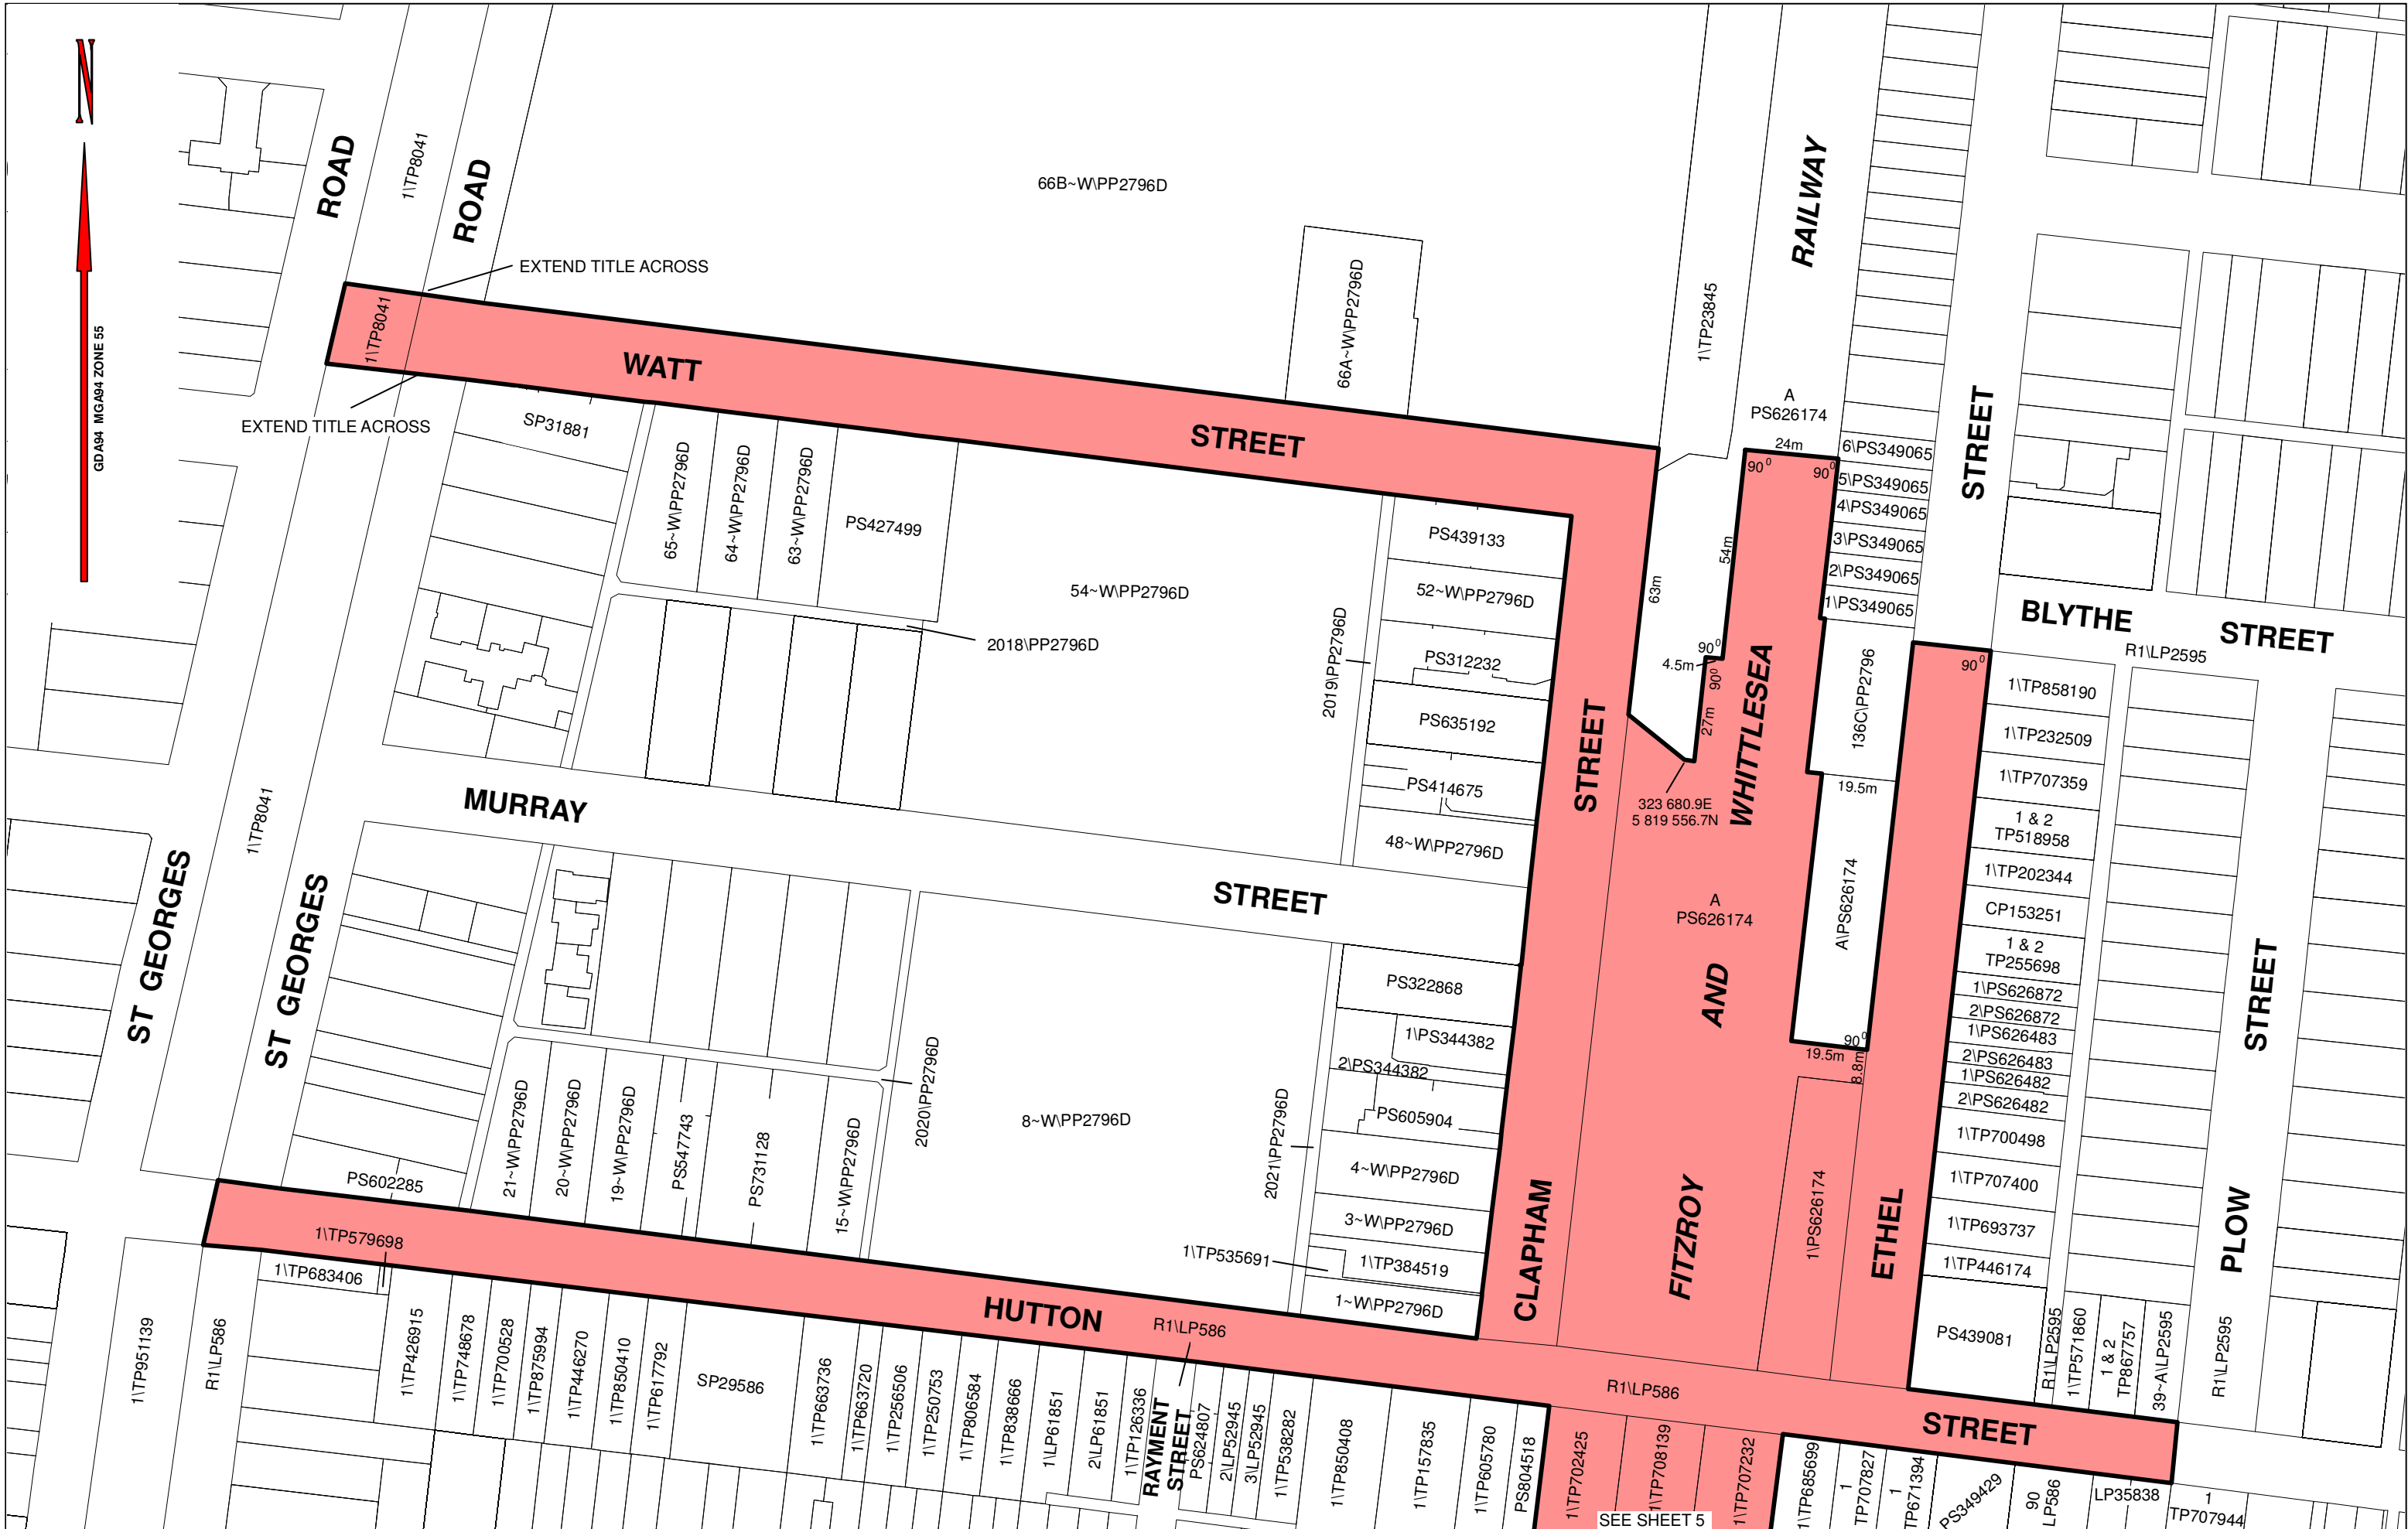 N
GDA94 MGA94 ZONE 55
ROAD
1\TP8041
ROAD
66B~W\PP2796D
RAILWAY
EXTEND TITLE ACROSS
1\TP8041
66A~W\PP2796D
1\TP23845
WATT
STREET
EXTEND TITLE ACROSS
SP31881
65~W\PP2796D
64~W\PP2796D
63~W\PP2796D
PS427499
54~W\PP2796D
2018\PP2796D
2019\PP2796D
PS439133
52~W\PP2796D
PS312232
PS635192
PS414675
48~W\PP2796D
A
PS626174
24m
90⁰
90⁰
54m
63m
90⁰
4.5m
90⁰
27m
6\PS349065
5\PS349065
4\PS349065
3\PS349065
2\PS349065
1\PS349065
STREET
BLYTHE
STREET
R1\LP2595
136C\PP2796
90⁰
WHITTLESEA
STREET
323 680.9E
5 819 556.7N
19.5m
1\TP858190
1\TP232509
1\TP707359
1 & 2
TP518958
1\TP202344
CP153251
1 & 2
TP255698
1\PS626872
2\PS626872
1\PS626483
2\PS626483
1\PS626482
2\PS626482
1\TP700498
1\TP707400
1\TP693737
1\TP446174
PS439081
MURRAY
STREET
1\TP8041
ST GEORGES
ST GEORGES
A
PS626174
A\PS626174
AND
90⁰
19.5m
8.8m
STREET
PLOW
PS322868
1\PS344382
2\PS344382
PS605904
4~W\PP2796D
3~W\PP2796D
1\TP384519
1\TP535691
1~W\PP2796D
2020\PP2796D
8~W\PP2796D
2021\PP2796D
21~W\PP2796D
20~W\PP2796D
19~W\PP2796D
PS547743
PS731128
15~W\PP2796D
PS602285
CLAPHAM
FITZROY
1\PS626174
ETHEL
1\TP579698
1\TP683406
HUTTON
R1\LP586
R1\LP586
STREET
1\TP951139
R1\LP586
1\TP426915
1\TP748678
1\TP700528
1\TP875994
1\TP446270
1\TP850410
1\TP617792
SP29586
1\TP663736
1\TP663720
1\TP256506
1\TP250753
1\TP806584
1\TP838666
1\LP61851
2\LP61851
1\TP126336
RAYMENT
STREET
PS624807
2\LP52945
3\LP52945
1\TP538282
1\TP850408
1\TP157835
1\TP605780
PS804518
1\TP702425
1\TP708139
1\TP707232
SEE SHEET 5
1\TP685699
1
TP707827
1
TP671394
PS349429
90
LP586
LP35838
1
TP707944
R1\LP2595
1\TP571860
1 & 2
TP867757
39~A\LP2595
R1\LP2595